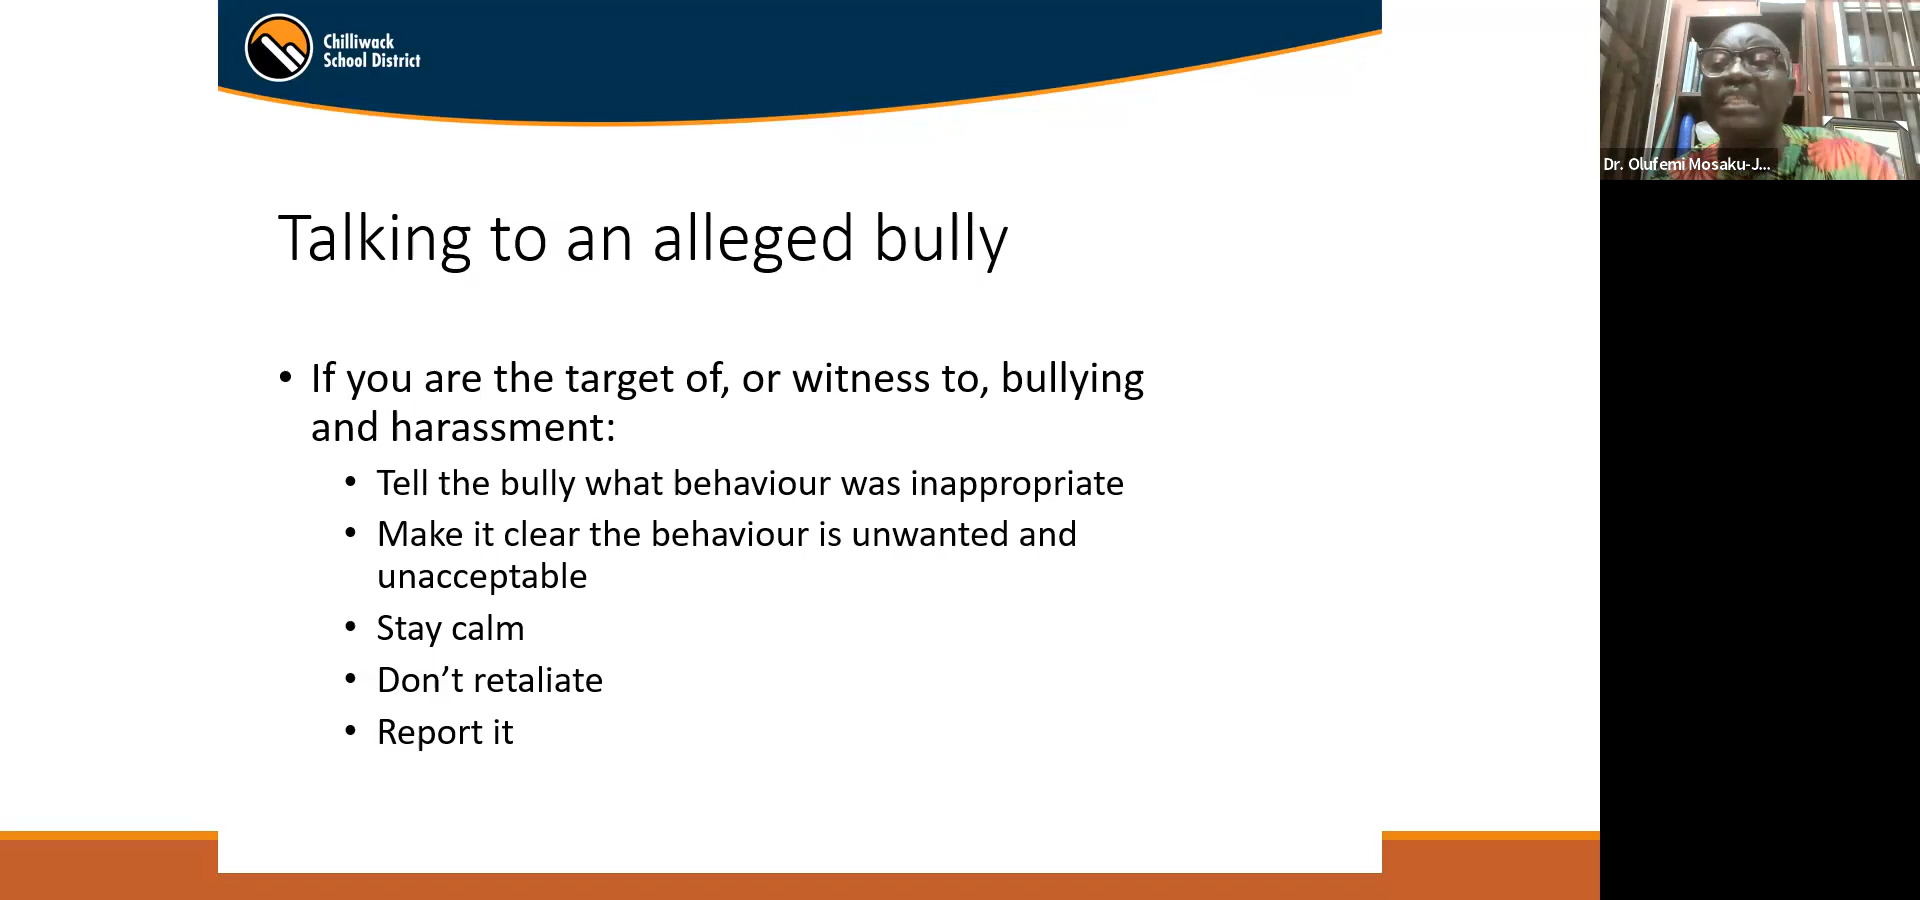 Chilliwack
School District
Dr. Olufemi Mosaku-J...
Talking to an alleged bully
• If you are the target of, or witness to, bullying
and harassment:
• Tell the bully what behaviour was inappropriate
• Make it clear the behaviour is unwanted and
unacceptable
• Stay calm
• Don’t retaliate
• Report it